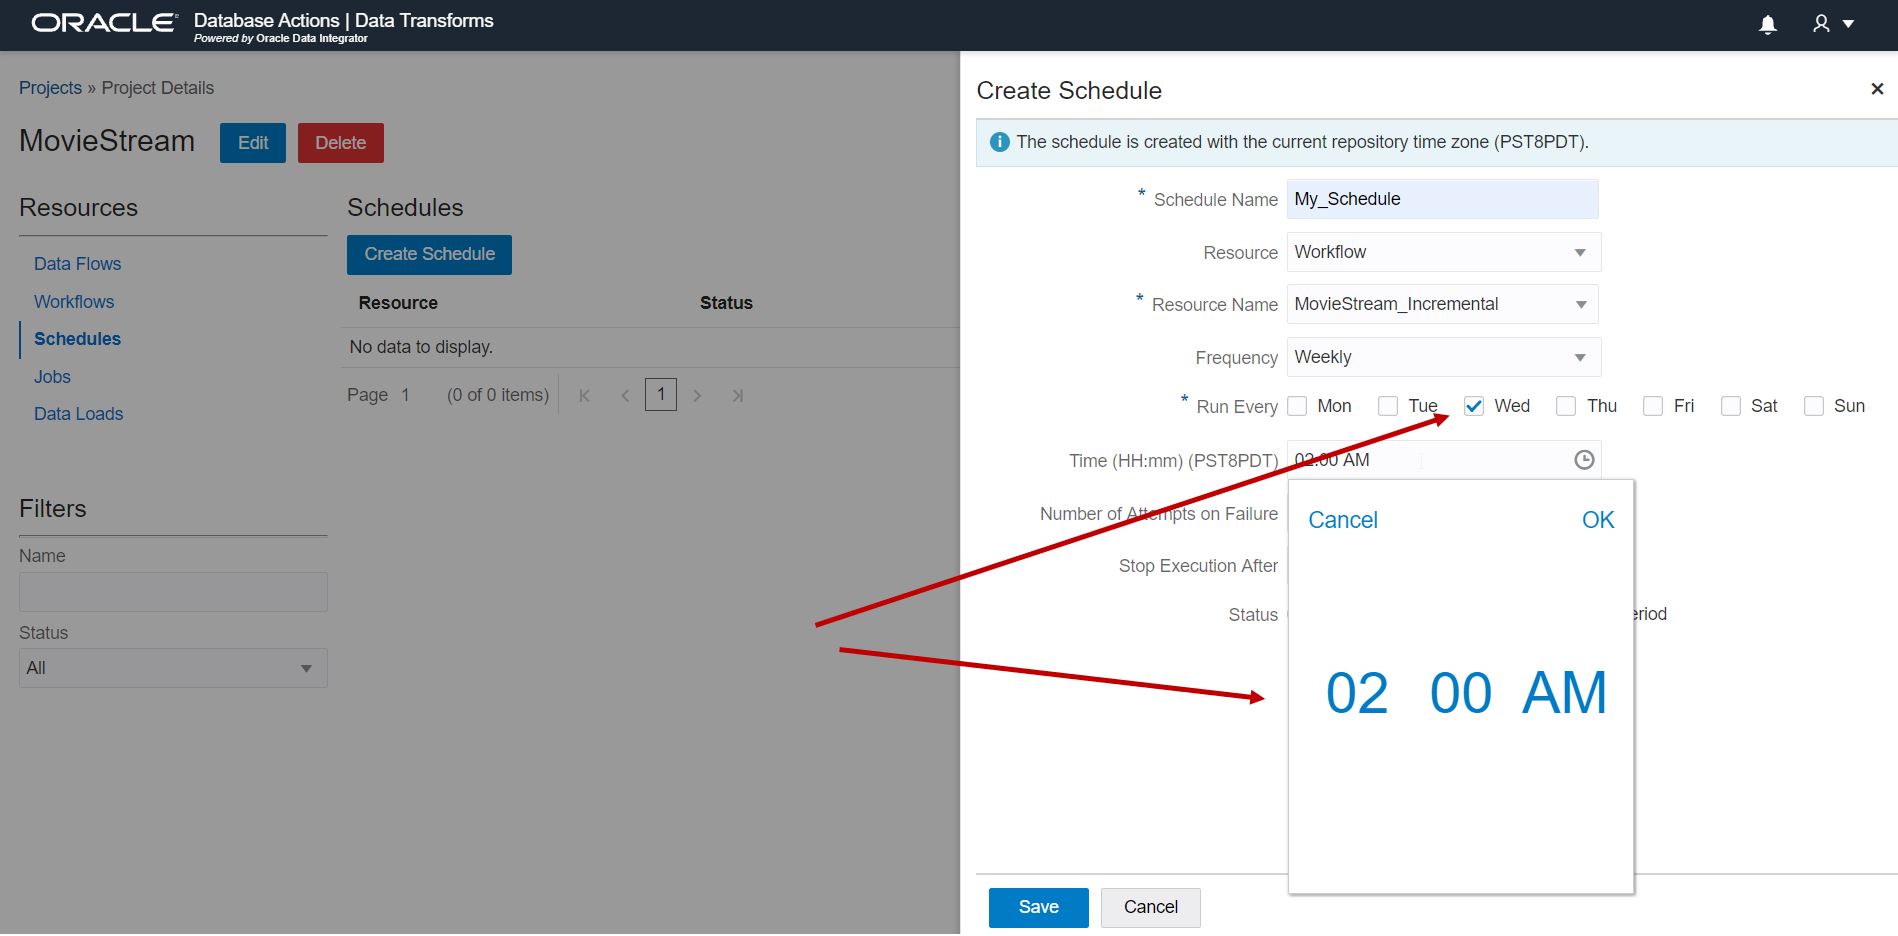 ORACLE Database Actions | Data Transforms
Powered by Oracle Data Integrator
Projects » Project Details
MovieStream Edit Delete
Resources
Data Flows
Workflows
Schedules
Jobs
Data Loads
Filters
Name
Status
All
Schedules
Create Schedule
Resource Status
No data to display.
Page 1 (0 of 0 items) 1
Create Schedule
The schedule is created with the current repository time zone (PST8PDT).
* Schedule Name My_Schedule
Resource Workflow
* Resource Name MovieStream_Incremental
Frequency Weekly
* Run Every Mon Tue Wed Thu Fri Sat Sun
Time (HH:mm) (PST8PDT) 02:00 AM
Number of Attempts on Failure
Stop Execution After
Status
Cancel OK
02 00 AM
Save Cancel